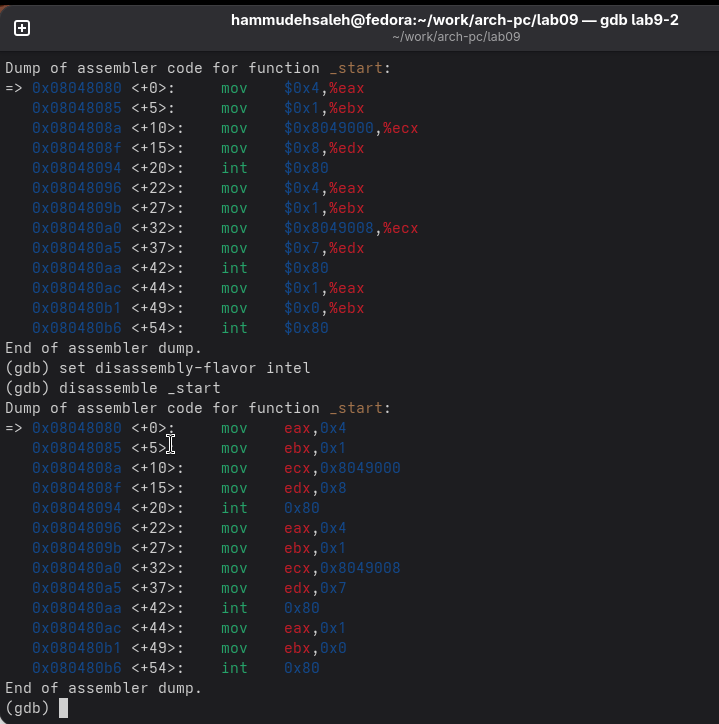 hammudehsaleh@fedora:~/work/arch-pc/lab09 — gdb lab9-2
~/work/arch-pc/lab09
Dump of assembler code for function _start:
=> 0x08048080 <+0>:     mov    $0x4,%eax
   0x08048085 <+5>:     mov    $0x1,%ebx
   0x0804808a <+10>:    mov    $0x8049000,%ecx
   0x0804808f <+15>:    mov    $0x8,%edx
   0x08048094 <+20>:    int    $0x80
   0x08048096 <+22>:    mov    $0x4,%eax
   0x0804809b <+27>:    mov    $0x1,%ebx
   0x080480a0 <+32>:    mov    $0x8049008,%ecx
   0x080480a5 <+37>:    mov    $0x7,%edx
   0x080480aa <+42>:    int    $0x80
   0x080480ac <+44>:    mov    $0x1,%eax
   0x080480b1 <+49>:    mov    $0x0,%ebx
   0x080480b6 <+54>:    int    $0x80
End of assembler dump.
(gdb) set disassembly-flavor intel
(gdb) disassemble _start
Dump of assembler code for function _start:
=> 0x08048080 <+0>:     mov    eax,0x4
   0x08048085 <+5>:     mov    ebx,0x1
   0x0804808a <+10>:    mov    ecx,0x8049000
   0x0804808f <+15>:    mov    edx,0x8
   0x08048094 <+20>:    int    0x80
   0x08048096 <+22>:    mov    eax,0x4
   0x0804809b <+27>:    mov    ebx,0x1
   0x080480a0 <+32>:    mov    ecx,0x8049008
   0x080480a5 <+37>:    mov    edx,0x7
   0x080480aa <+42>:    int    0x80
   0x080480ac <+44>:    mov    eax,0x1
   0x080480b1 <+49>:    mov    ebx,0x0
   0x080480b6 <+54>:    int    0x80
End of assembler dump.
(gdb)